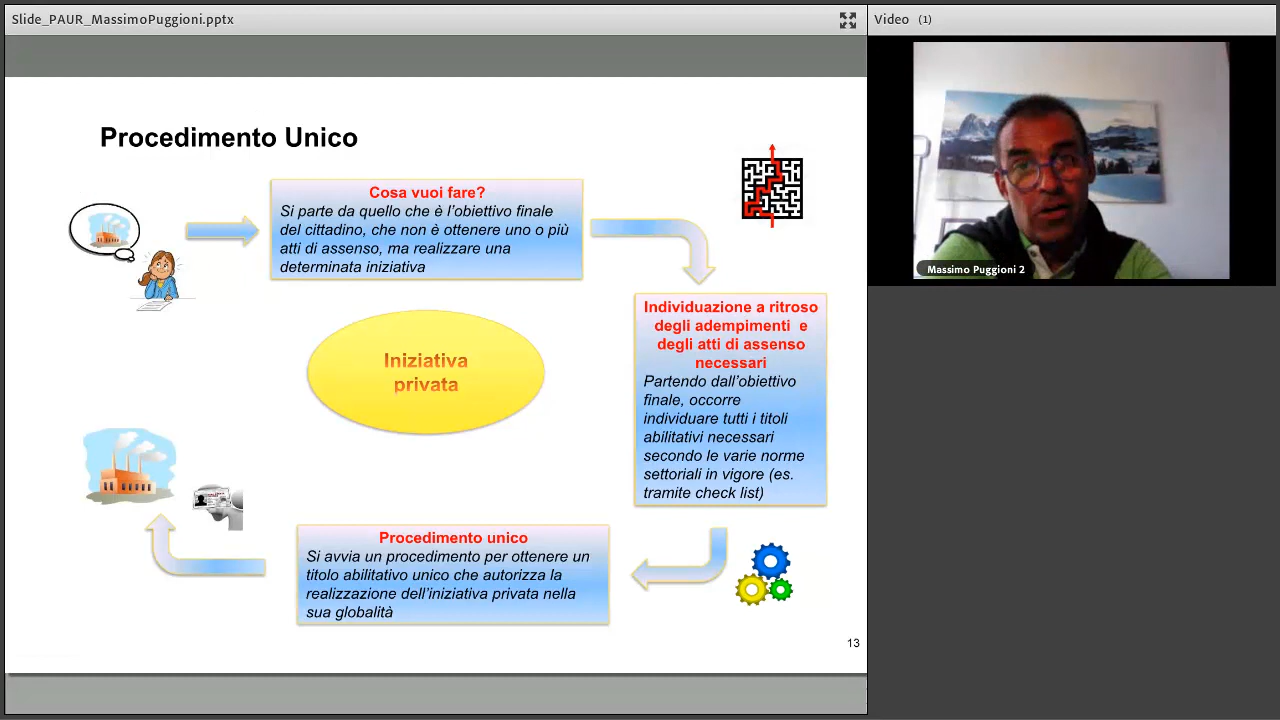 Slide_PAUR_MassimoPuggioni.pptx
Video (1)
Procedimento Unico
Cosa vuoi fare?
Si parte da quello che è l'obiettivo finale
del cittadino, che non è ottenere uno o più
atti di assenso, ma realizzare una
determinata iniziativa
Individuazione a ritroso
degli adempimenti e
degli atti di assenso
necessari
Partendo dall'obiettivo
finale, occorre
individuare tutti i titoli
abilitativi necessari
secondo le varie norme
settoriali in vigore (es.
tramite check list)
Iniziativa
privata
Procedimento unico
Si avvia un procedimento per ottenere un
titolo abilitativo unico che autorizza la
realizzazione dell'iniziativa privata nella
sua globalità
13
Massimo Puggioni 2